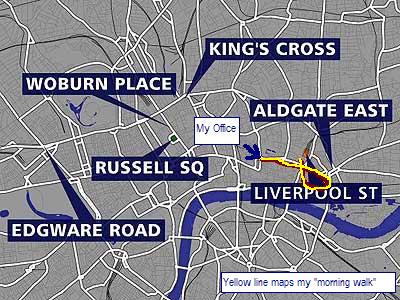 KING'S CROSS
WOBURN PLACE
ALDGATE EAST
My Office
RUSSELL SQ
LIVERPOOL ST
EDGWARE ROAD
Yellow line maps my "morning walk"